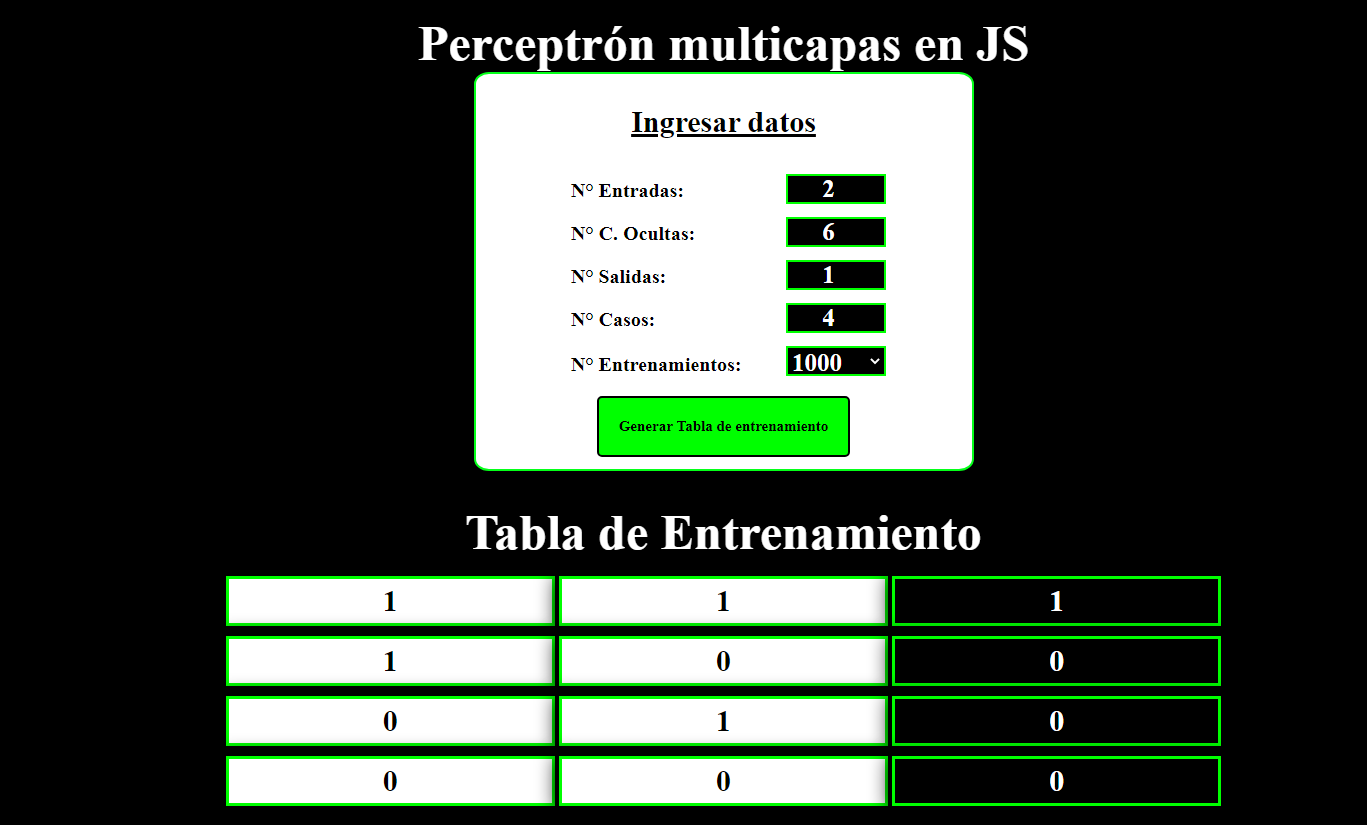 Perceptrón multicapas en JS
Ingresar datos
N° Entradas: 2
N° C. Ocultas: 6
N° Salidas: 1
N° Casos: 4
N° Entrenamientos: 1000
Generar Tabla de entrenamiento
Tabla de Entrenamiento
1 1 1
1 0 0
0 1 0
0 0 0